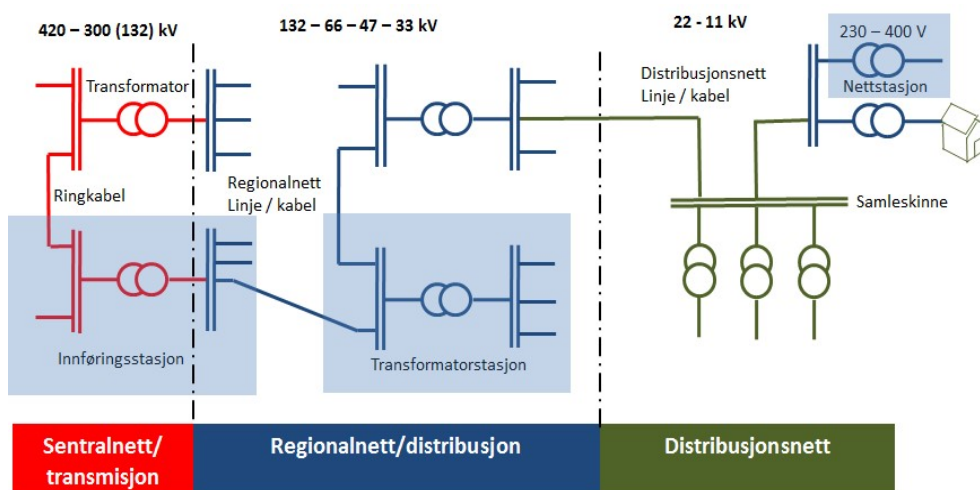 420 – 300 (132) kV
132 – 66 – 47 – 33 kV
22 - 11 kV
230 – 400 V
Nettstasjon
Transformator
Distribusjonsnett
Linje / kabel
Ringkabel
Regionalnett
Linje / kabel
Samleskinne
Innføringsstasjon
Transformatorstasjon
Sentralnett/
transmisjon
Regionalnett/distribusjon
Distribusjonsnett